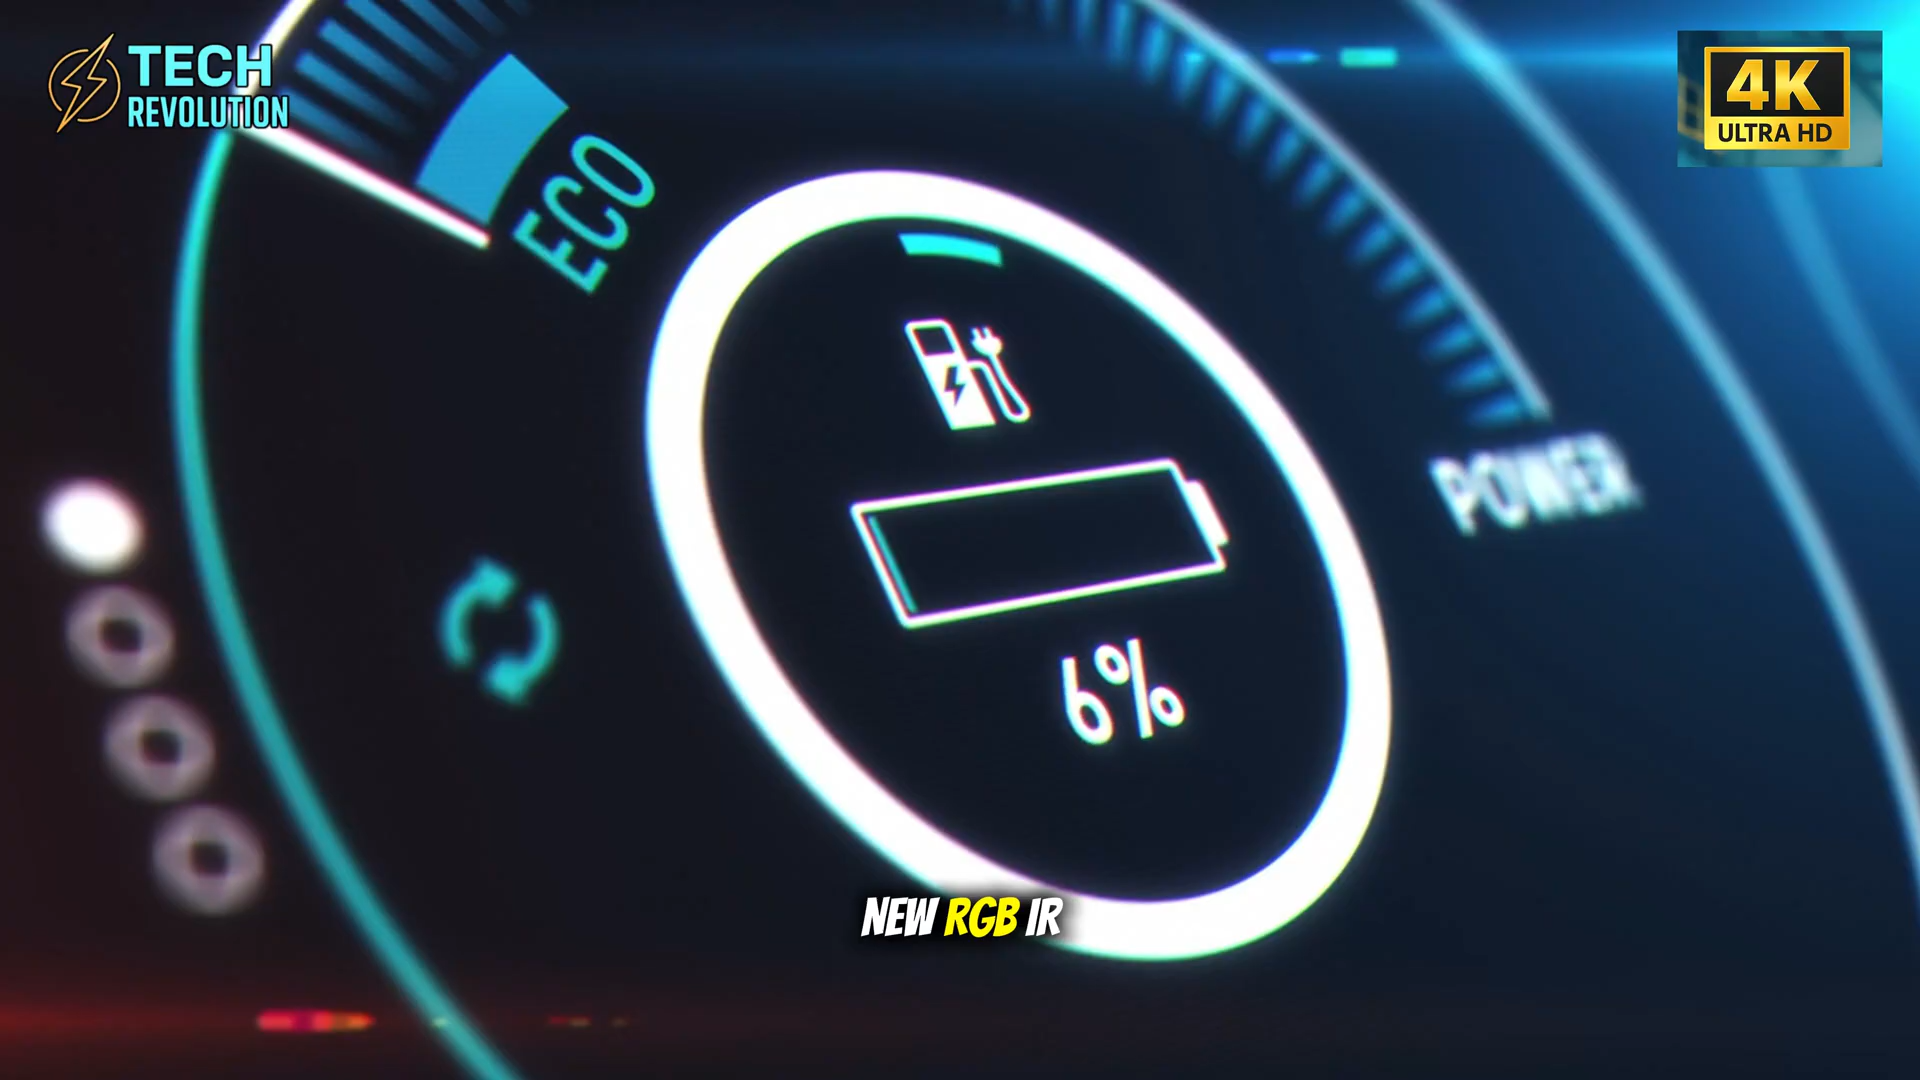 TECH
REVOLUTION
4K
ULTRA HD
ECO
POWER
6%
NEW RGB IR